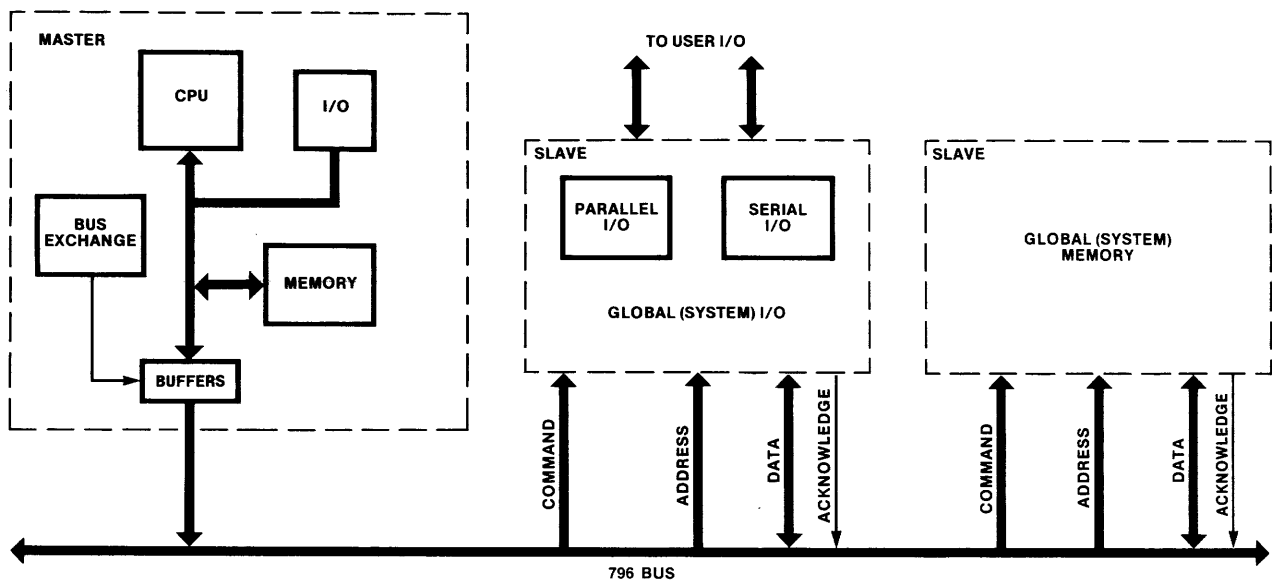 MASTER
CPU
I/O
BUS
EXCHANGE
MEMORY
BUFFERS
TO USER I/O
SLAVE
PARALLEL
I/O
SERIAL
I/O
GLOBAL (SYSTEM) I/O
COMMAND
ADDRESS
DATA
ACKNOWLEDGE
SLAVE
GLOBAL (SYSTEM)
MEMORY
COMMAND
ADDRESS
DATA
ACKNOWLEDGE
796 BUS